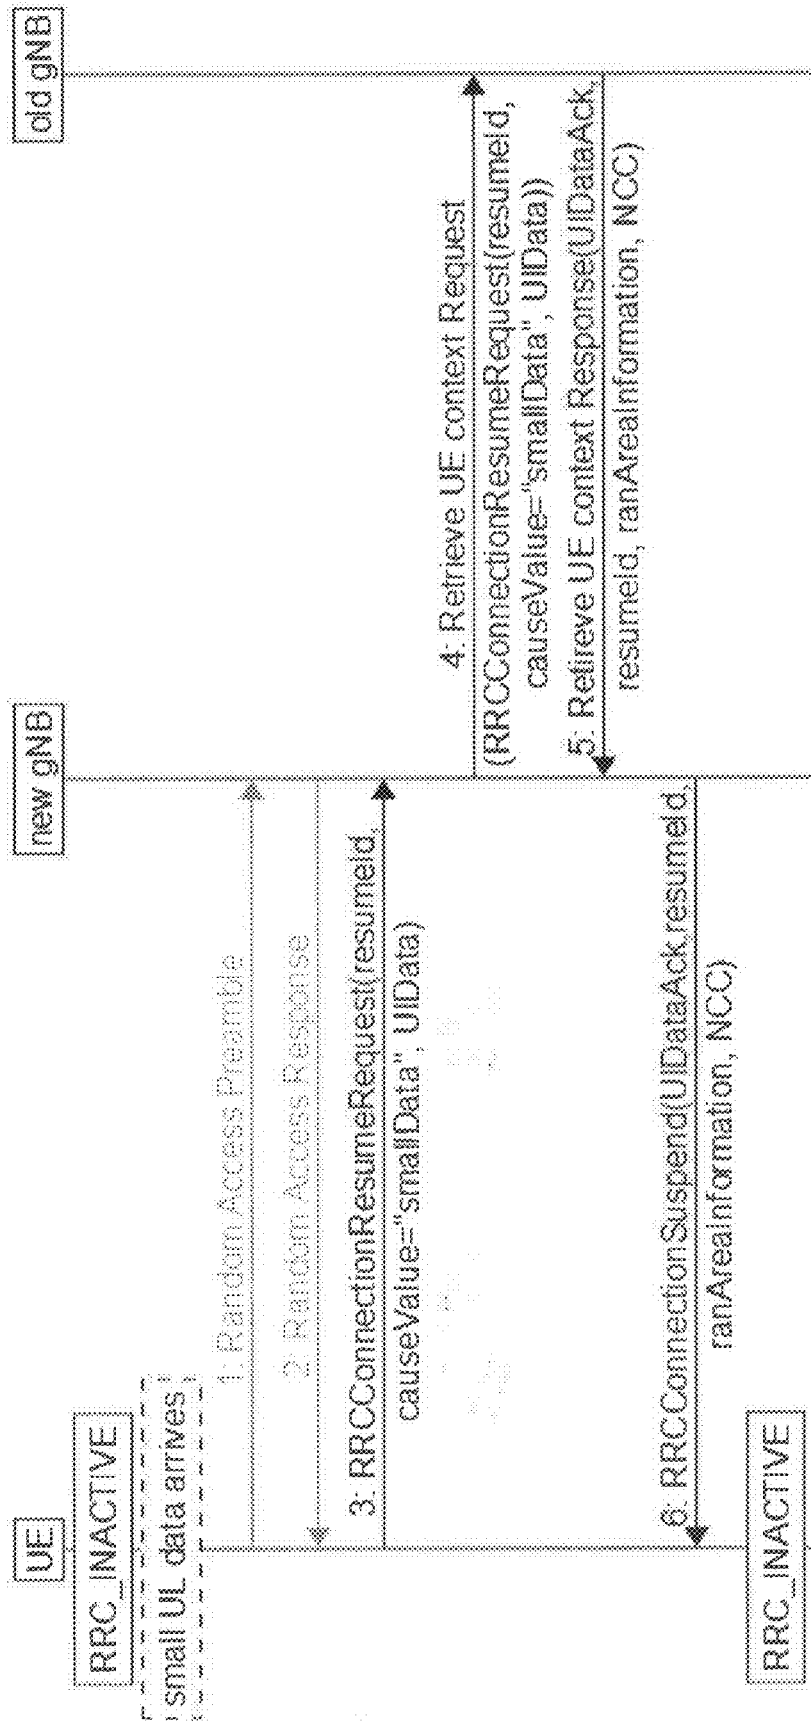 UE
new gNB
old gNB
RRC_INACTIVE
small UL data arrives
1: Random Access Preamble
2: Random Access Response
3: RRCConnectionResumeRequest(resumeId,
causeValue="smallData", UlData)
4: Retrieve UE context Request
(RRCConnectionResumeRequest(resumeId,
causeValue="smallData", UlData))
5: Retireve UE context Response(UlDataAck,
resumeId, ranAreaInformation, NCC)
6: RRCConnectionSuspend(UlDataAck,resumeId,
ranAreaInformation, NCC)
RRC_INACTIVE